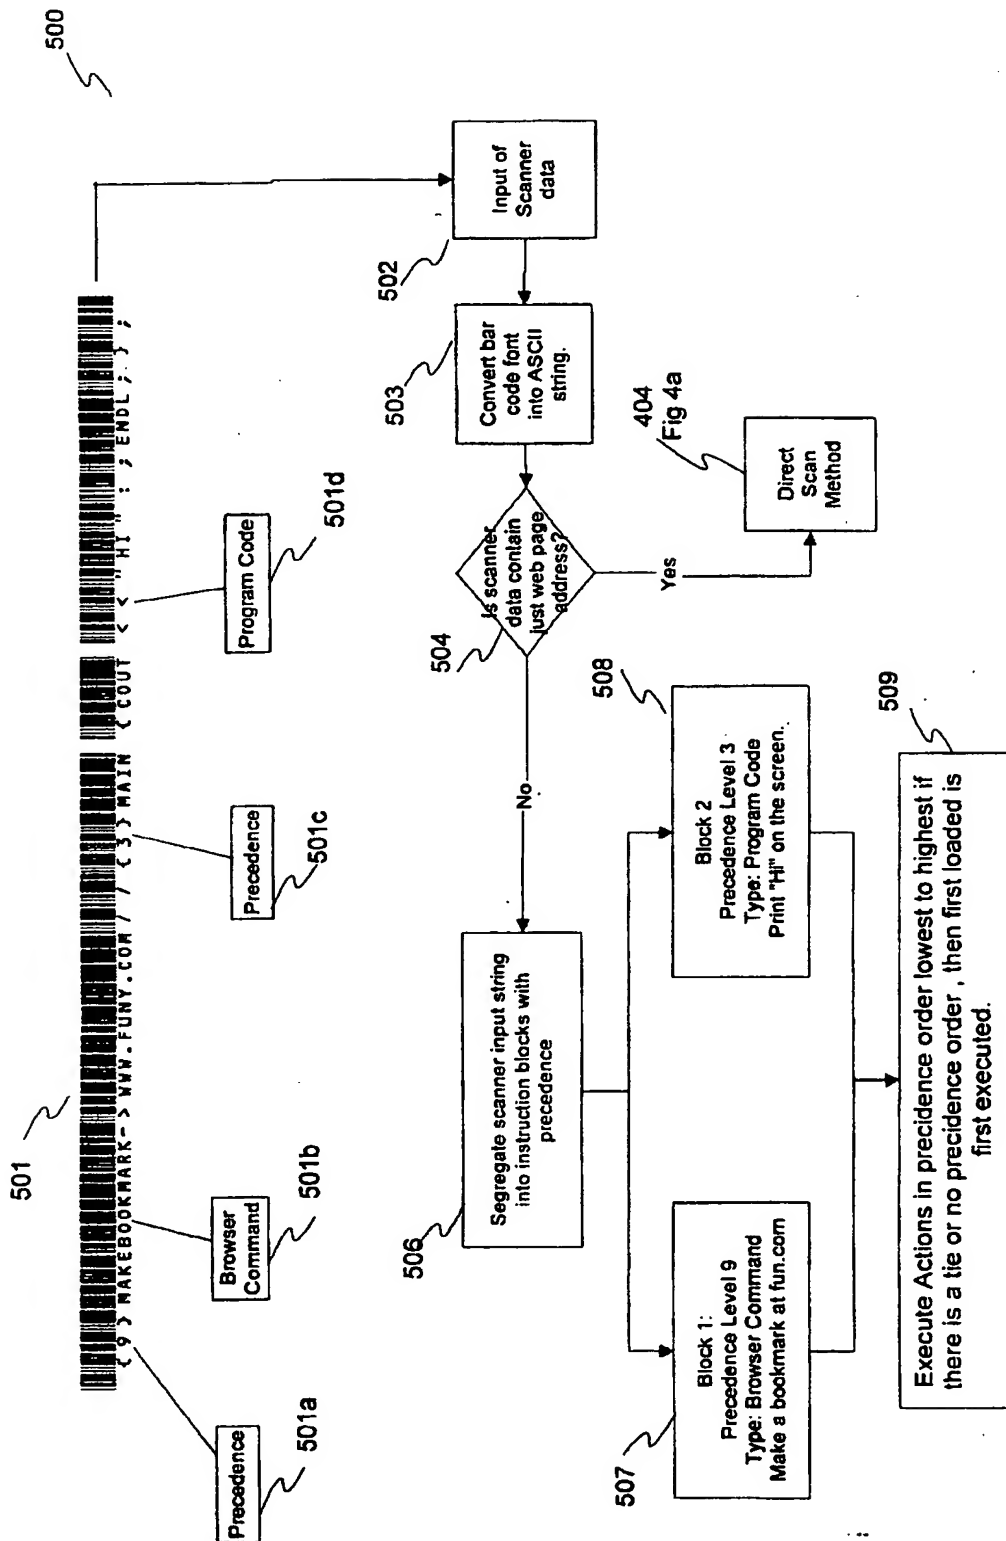 500
501
{9} MAKEBOOKMARK->WWW.FUNY.COM // {3} MAIN {COUT << "HI" : ;ENDL; } ;
Precedence
501a
Browser
Command
501b
Precedence
501c
Program Code
501d
Input of
Scanner
data
502
Convert bar
code font
into ASCII
string.
503
Is scanner
data contain
just web page
address?
504
Yes
404
Fig 4a
Direct
Scan
Method
No
Segregate scanner input string
into instruction blocks with
precedence
506
Block 1:
Precedence Level 9
Type: Browser Command
Make a bookmark at fun.com
507
Block 2
Precedence Level 3
Type: Program Code
Print "Hi" on the screen.
508
Execute Actions in precidence order lowest to highest if
there is a tie or no precidence order , then first loaded is
first executed.
509